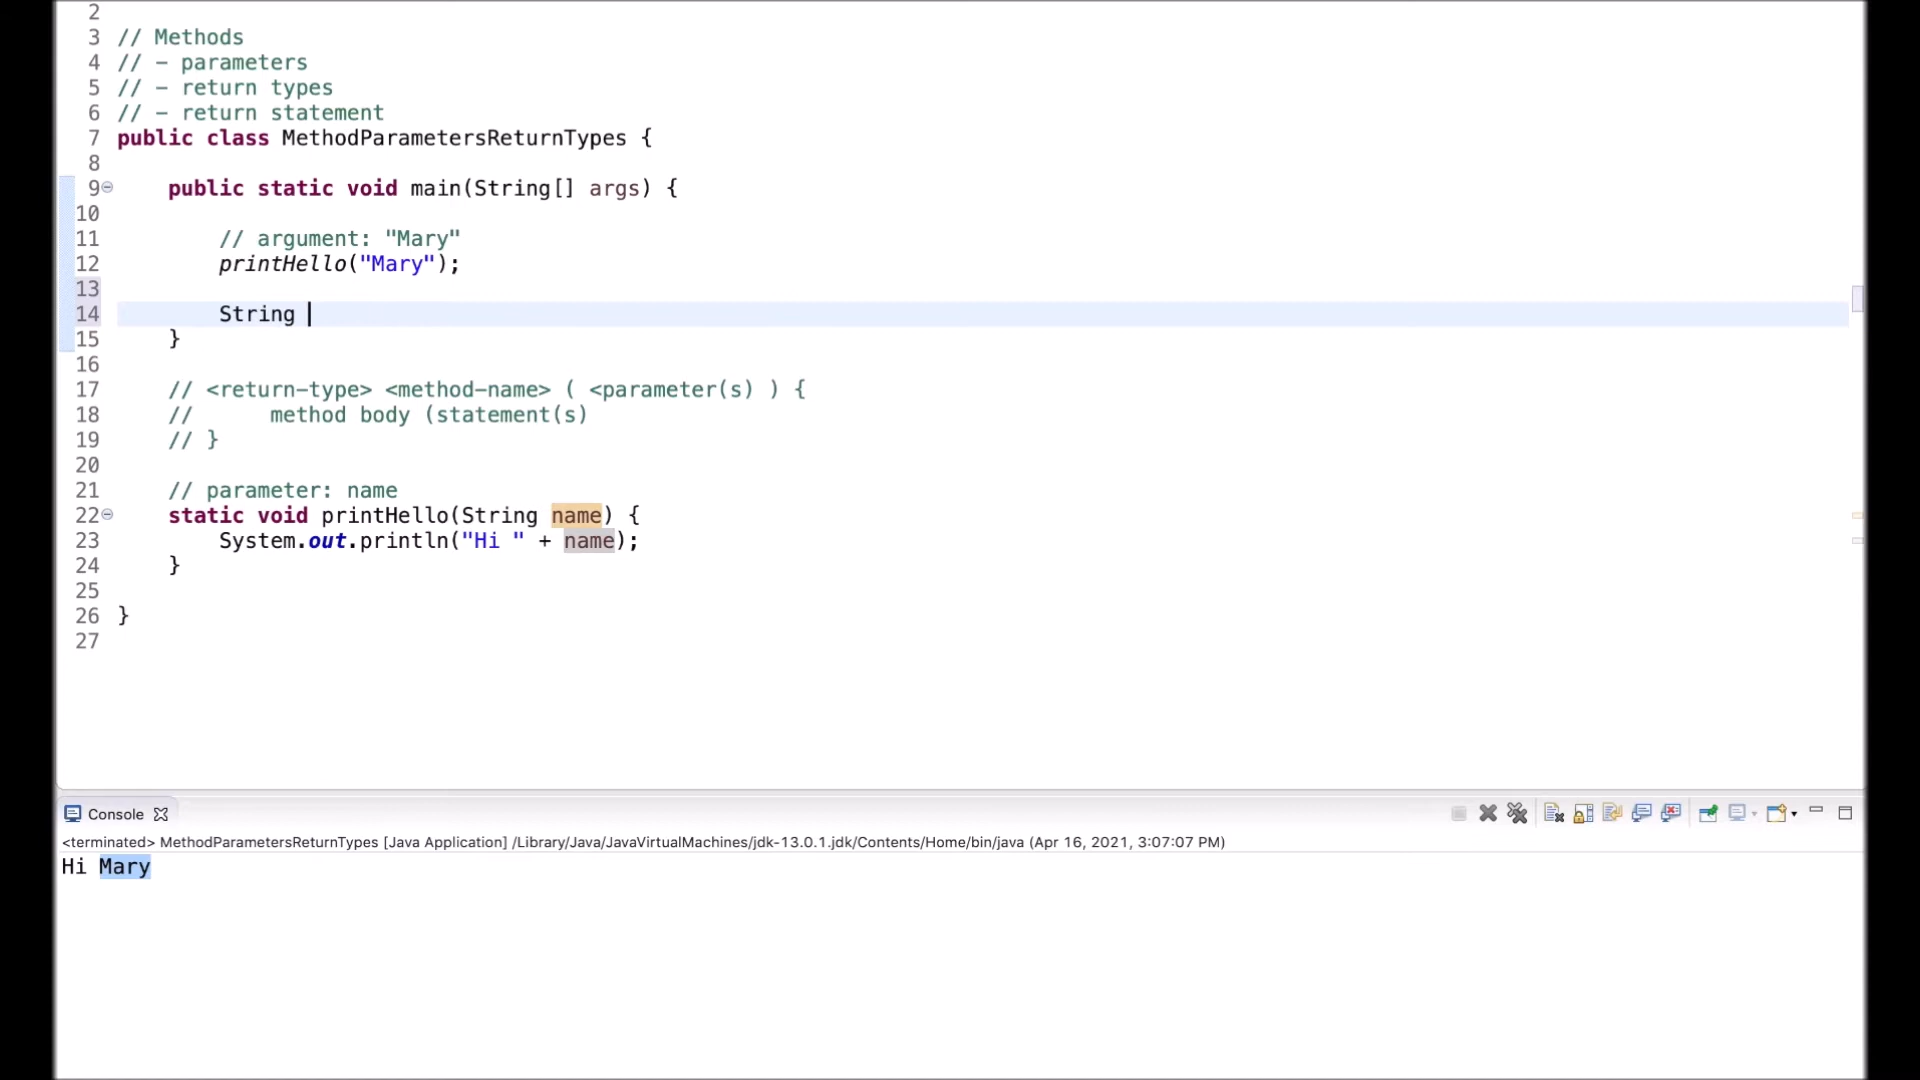 2
3 // Methods
4 // - parameters
5 // - return types
6 // - return statement
7 public class MethodParametersReturnTypes {
8
9 public static void main(String[] args) {
10
11 // argument: "Mary"
12 printHello("Mary");
13
14 String
15 }
16
17 // <return-type> <method-name> ( <parameter(s) ) {
18 // method body (statement(s)
19 // }
20
21 // parameter: name
22 static void printHello(String name) {
23 System.out.println("Hi " + name);
24 }
25
26 }
27
Console
<terminated> MethodParametersReturnTypes [Java Application] /Library/Java/JavaVirtualMachines/jdk-13.0.1.jdk/Contents/Home/bin/java (Apr 16, 2021, 3:07:07 PM)
Hi Mary